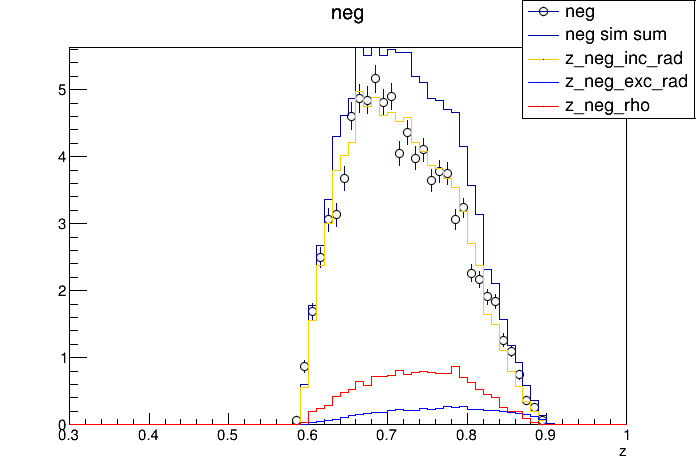 neg
neg
neg sim sum
z_neg_inc_rad
z_neg_exc_rad
z_neg_rho
5
4
3
2
1
0
0.3 0.4 0.5 0.6 0.7 0.8 0.9 1
z